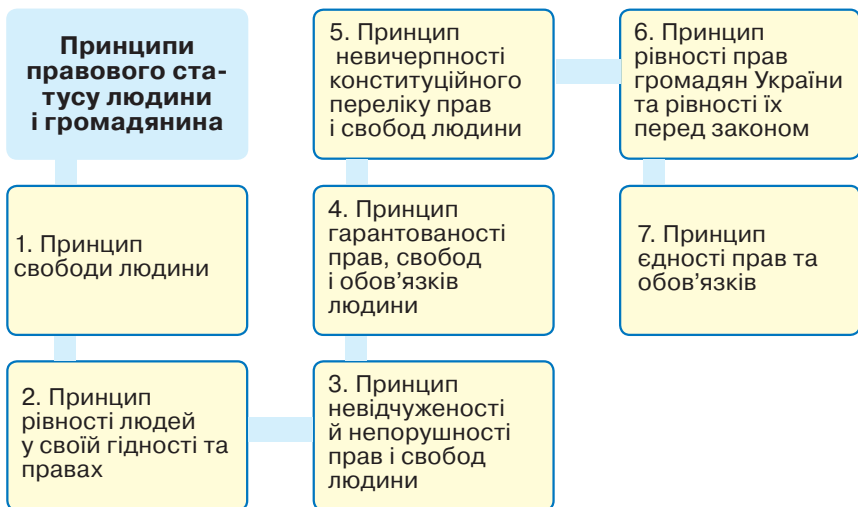 Принципи
правового ста-
тусу людини
і громадянина
1. Принцип
свободи людини
2. Принцип
рівності людей
у своїй гідності та
правах
3. Принцип
невідчуженості
й непорушності
прав і свобод
людини
4. Принцип
гарантованості
прав, свобод
і обов’язків
людини
5. Принцип
невичерпності
конституційного
переліку прав
і свобод людини
6. Принцип
рівності прав
громадян України
та рівності їх
перед законом
7. Принцип
єдності прав та
обов’язків